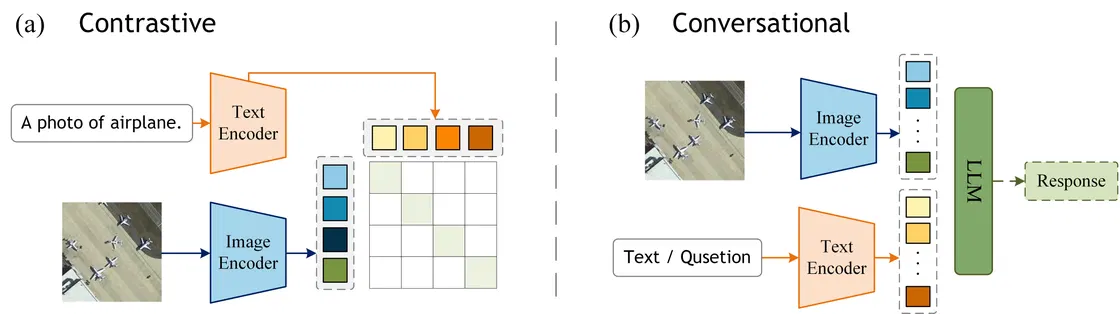 (a) Contrastive
A photo of airplane.
Text
Encoder
Image
Encoder
(b) Conversational
Image
Encoder
Text / Qusetion
Text
Encoder
LLM
Response